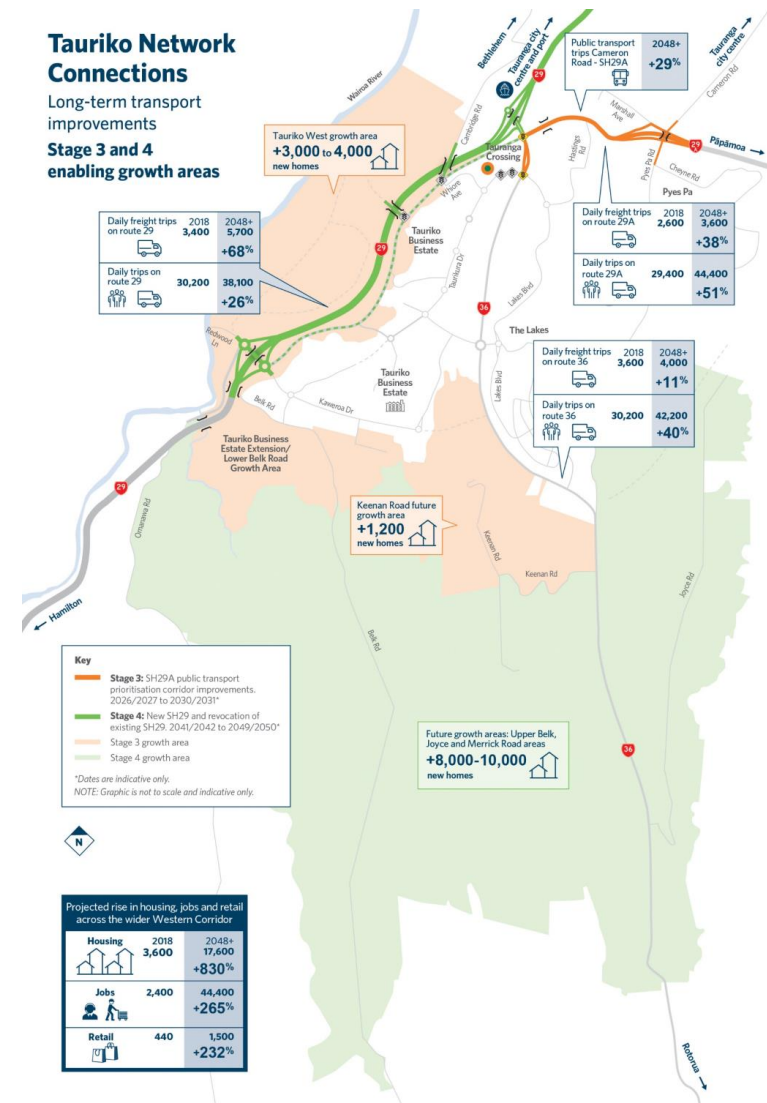 Tauriko Network
Connections
Long-term transport
improvements
Stage 3 and 4
enabling growth areas
Wairoa River
Bethlehem
Tauranga city
centre and port
29
Cambridge Rd
Public transport
trips Cameron
Road - SH29A
2048+
+29%
Tauranga
city centre
Cameron Rd
Marshall
Ave
Hastings
Rd
Pyes Pa Rd
29
A
Pāpāmoa
Cheyne Rd
Pyes Pa
Tauranga
Crossing
Tauriko West growth area
+3,000 to 4,000
new homes
Whiore
Ave
Tauriko
Business
Estate
29
Taurikura Dr
Daily freight trips
on route 29
2018
3,400
2048+
5,700
+68%
Daily trips on
route 29
30,200
38,100
+26%
Daily freight trips
on route 29A
2018
2,600
2048+
3,600
+38%
Daily trips on
route 29A
29,400
44,400
+51%
36
Lakes Blvd
The Lakes
Redwood
Ln
Lakes Blvd
Daily freight trips
on route 36
2018
3,600
2048+
4,000
+11%
Daily trips on
route 36
30,200
42,200
+40%
Tauriko
Business
Estate
Belk Rd
Kaweroa Dr
Tauriko Business
Estate Extension/
Lower Belk Road
Growth Area
29
Omanawa Rd
Keenan Road future
growth area
+1,200
new homes
Keenan Rd
Keenan Rd
Joyce Rd
Hamilton
Belk Rd
Key
Stage 3: SH29A public transport
prioritisation corridor improvements.
2026/2027 to 2030/2031*
Stage 4: New SH29 and revocation of
existing SH29. 2041/2042 to 2049/2050*
Stage 3 growth area
Stage 4 growth area
*Dates are indicative only.
NOTE: Graphic is not to scale and indicative only.
Future growth areas: Upper Belk,
Joyce and Merrick Road areas
+8,000-10,000
new homes
36
N
Projected rise in housing, jobs and retail
across the wider Western Corridor
Housing
2018
3,600
2048+
17,600
+830%
Jobs
2,400
44,400
+265%
Retail
440
1,500
+232%
Rotorua